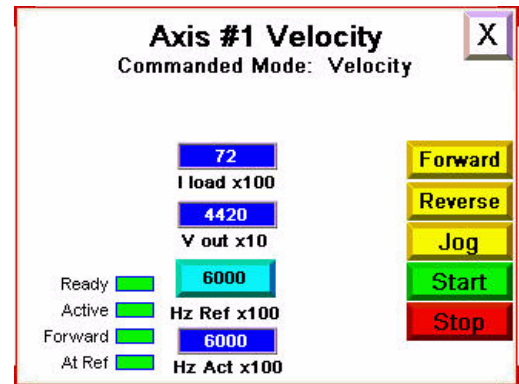 Axis #1 Velocity
X
Commanded Mode: Velocity
72
I load x100
4420
V out x10
6000
Hz Ref x100
6000
Hz Act x100
Ready
Active
Forward
At Ref
Forward
Reverse
Jog
Start
Stop